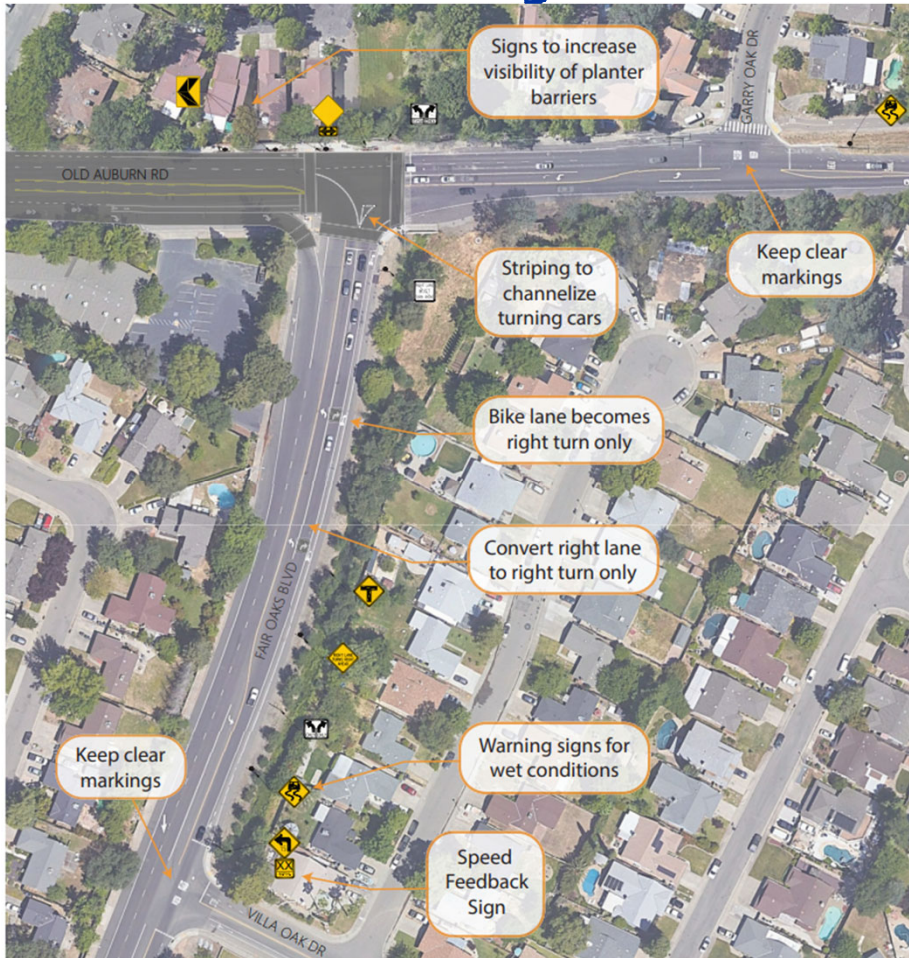 Signs to increase
visibility of planter
barriers
GARRY OAK DR
OLD AUBURN RD
Keep clear
markings
Striping to
channelize
turning cars
Bike lane becomes
right turn only
Convert right lane
to right turn only
FAIR OAKS BLVD
Keep clear
markings
Warning signs for
wet conditions
XX
Speed
Feedback
Sign
VILLA OAK DR